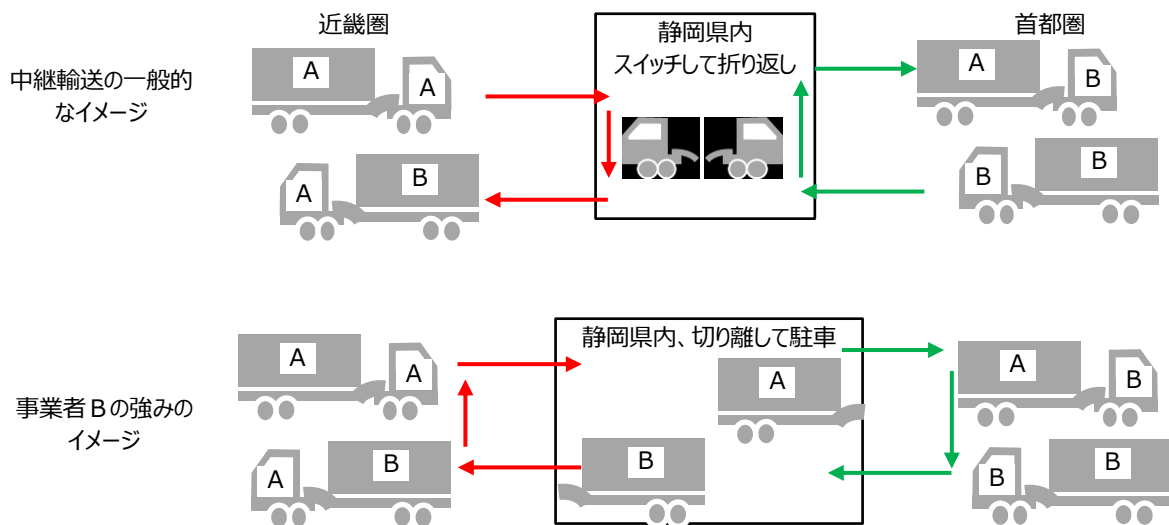 近畿圏
静岡県内
スイッチして折り返し
首都圏
中継輸送の一般的
なイメージ
A
A
A
B
A
B
B
B
静岡県内、切り離して駐車
事業者Bの強みの
イメージ
A
A
A
A
B
A
B
B
B
B